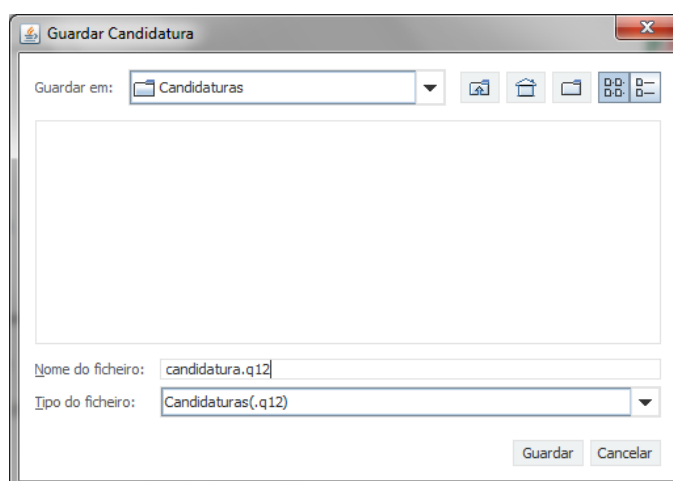 Guardar Candidatura
Guardar em: Candidaturas
Nome do ficheiro: candidatura.q12
Tipo do ficheiro: Candidaturas(.q12)
Guardar Cancelar